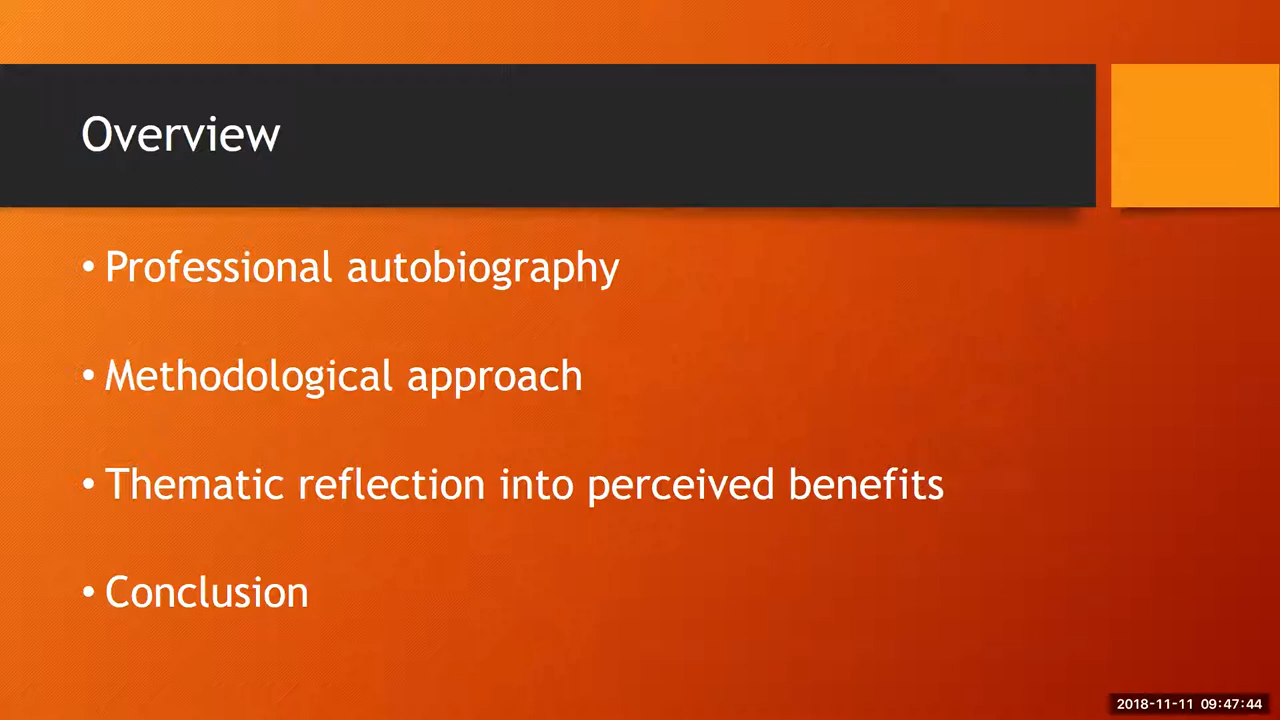 Overview
• Professional autobiography
• Methodological approach
• Thematic reflection into perceived benefits
• Conclusion
2018-11-11 09:47:44